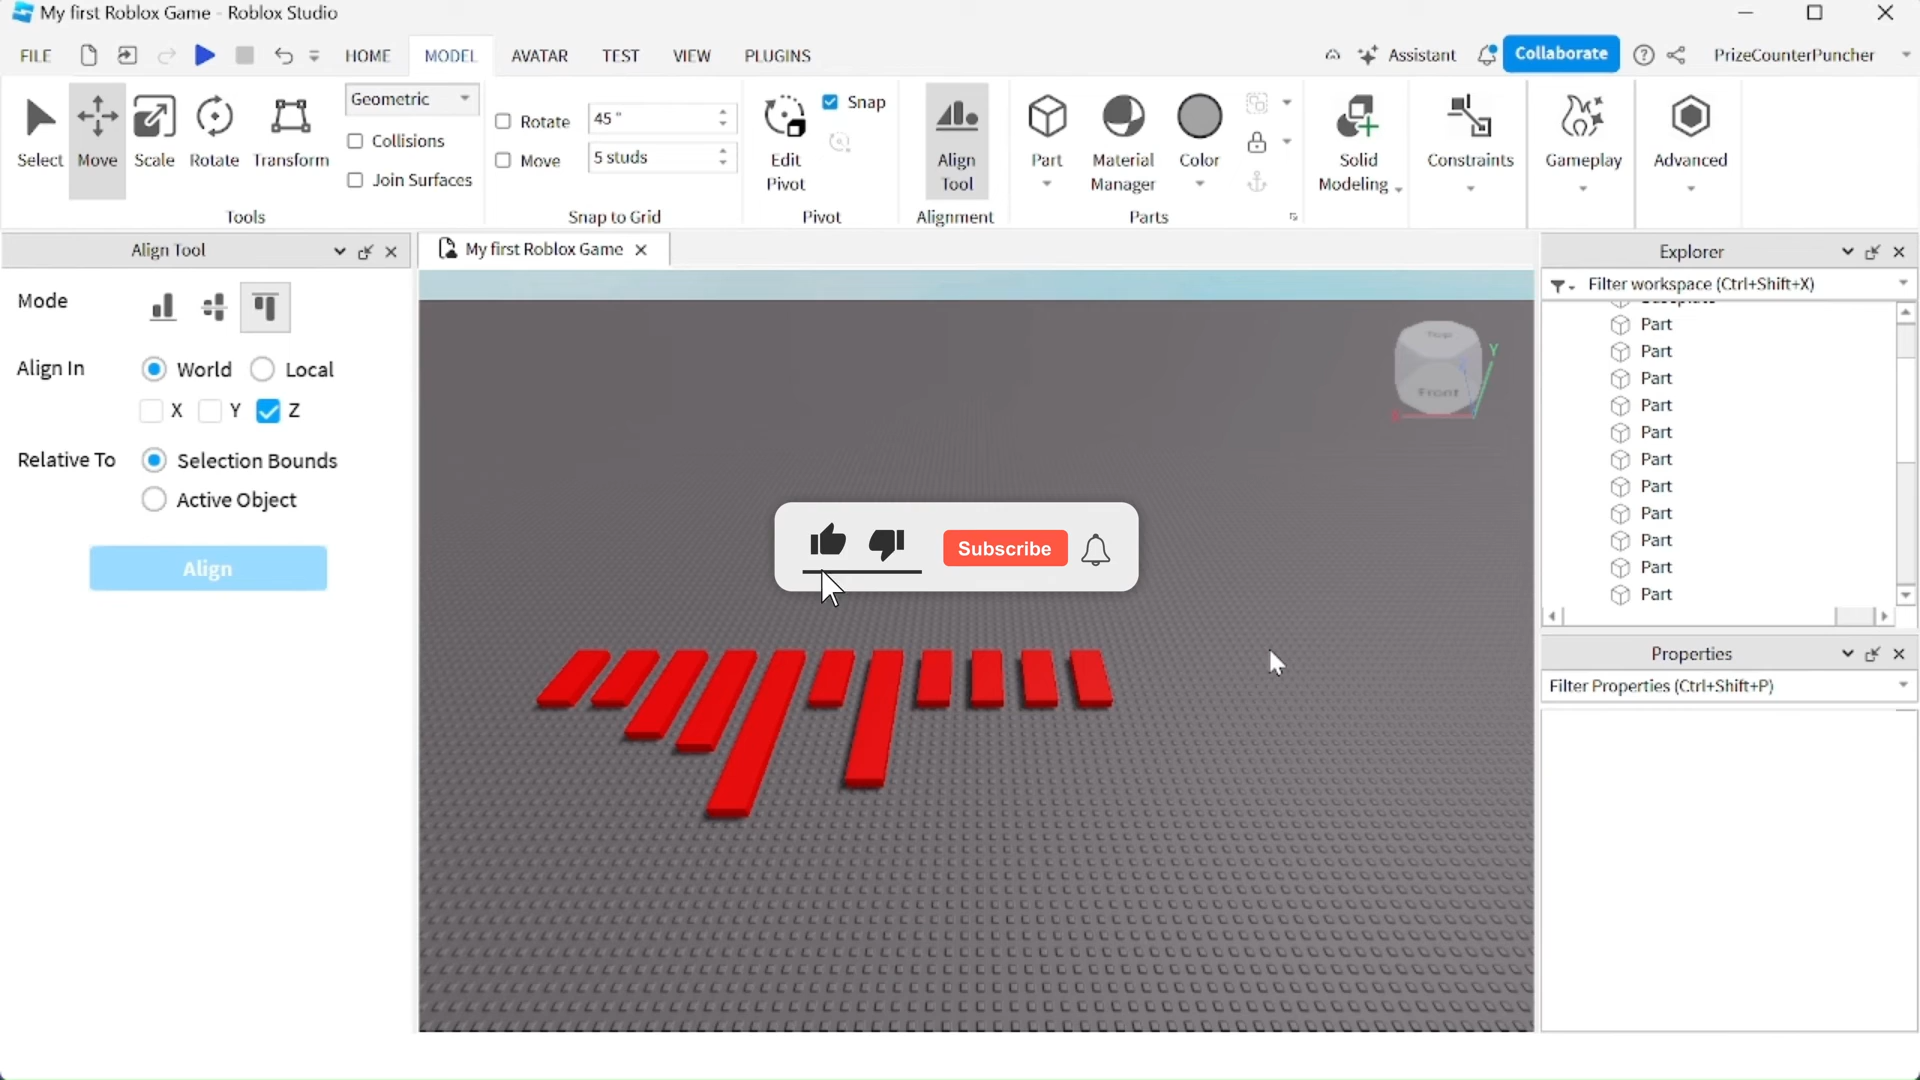 My first Roblox Game - Roblox Studio
FILE
HOME
MODEL
AVATAR
TEST
VIEW
PLUGINS
Assistant
Collaborate
PrizeCounterPuncher
Select
Move
Scale
Rotate
Transform
Geometric
Collisions
Join Surfaces
Tools
Rotate
45 °
Move
5 studs
Snap to Grid
Edit
Pivot
Snap
Pivot
Align
Tool
Alignment
Part
Material
Manager
Color
Parts
Solid
Modeling
Constraints
Gameplay
Advanced
Align Tool
Mode
Align In
World
Local
X
Y
Z
Relative To
Selection Bounds
Active Object
Align
My first Roblox Game
Top
Front
Y
Subscribe
Explorer
Filter workspace (Ctrl+Shift+X)
Part
Part
Part
Part
Part
Part
Part
Part
Part
Part
Part
Properties
Filter Properties (Ctrl+Shift+P)